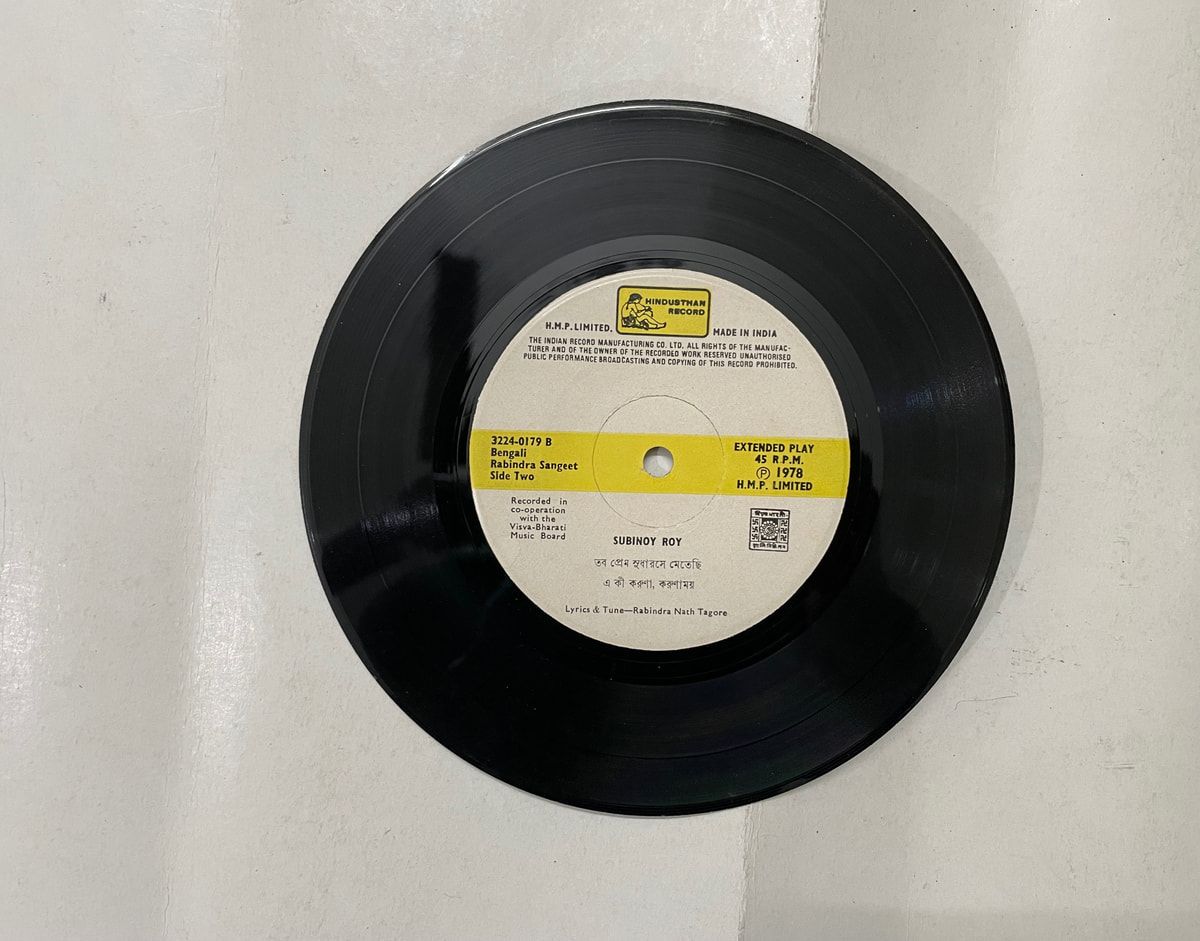 HINDUSTHAN
RECORD
H.M.P. LIMITED.
MADE IN INDIA
THE INDIAN RECORD MANUFACTURING CO. LTD. ALL RIGHTS OF THE MANUFAC-
TURER AND OF THE OWNER OF THE RECORDED WORK RESERVED UNAUTHORISED
PUBLIC PERFORMANCE BROADCASTING AND COPYING OF THIS RECORD PROHIBITED.
3224-0179 B
Bengali
Rabindra Sangeet
Side Two
EXTENDED PLAY
45 R.P.M.
Ⓟ 1978
H.M.P. LIMITED
Recorded in
co-operation
with the
Visva-Bharati
Music Board
SUBINOY ROY
তব প্রেম সুধারসে মেতেছি
এ কী করুণা, করুণাময়
Lyrics & Tune—Rabindra Nath Tagore